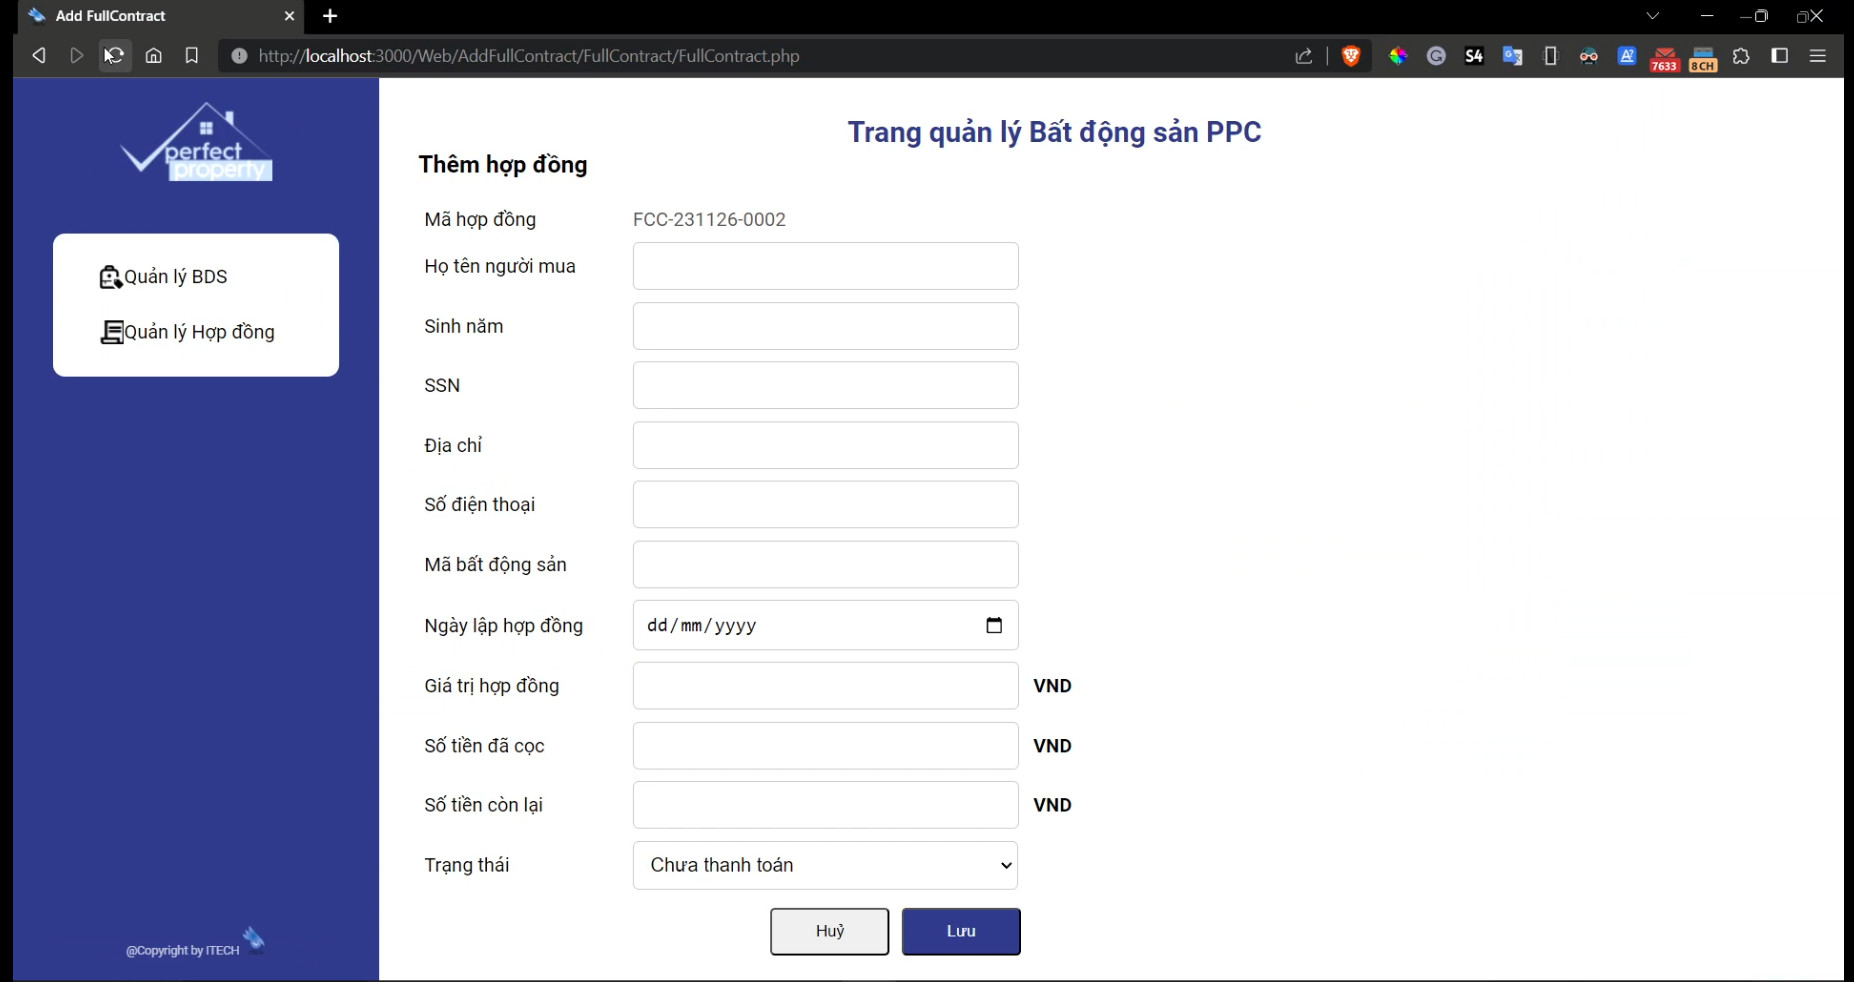 Add FullContract
http://localhost:3000/Web/AddFullContract/FullContract/FullContract.php
S4
7633
8CH
perfect
property
Trang quản lý Bất động sản PPC
Thêm hợp đồng
Quản lý BDS
Quản lý Hợp đồng
Mã hợp đồng FCC-231126-0002
Họ tên người mua
Sinh năm
SSN
Địa chỉ
Số điện thoại
Mã bất động sản
Ngày lập hợp đồng dd/mm/yyyy
Giá trị hợp đồng VND
Số tiền đã cọc VND
Số tiền còn lại VND
Trạng thái Chưa thanh toán
Huỷ Lưu
@Copyright by ITECH